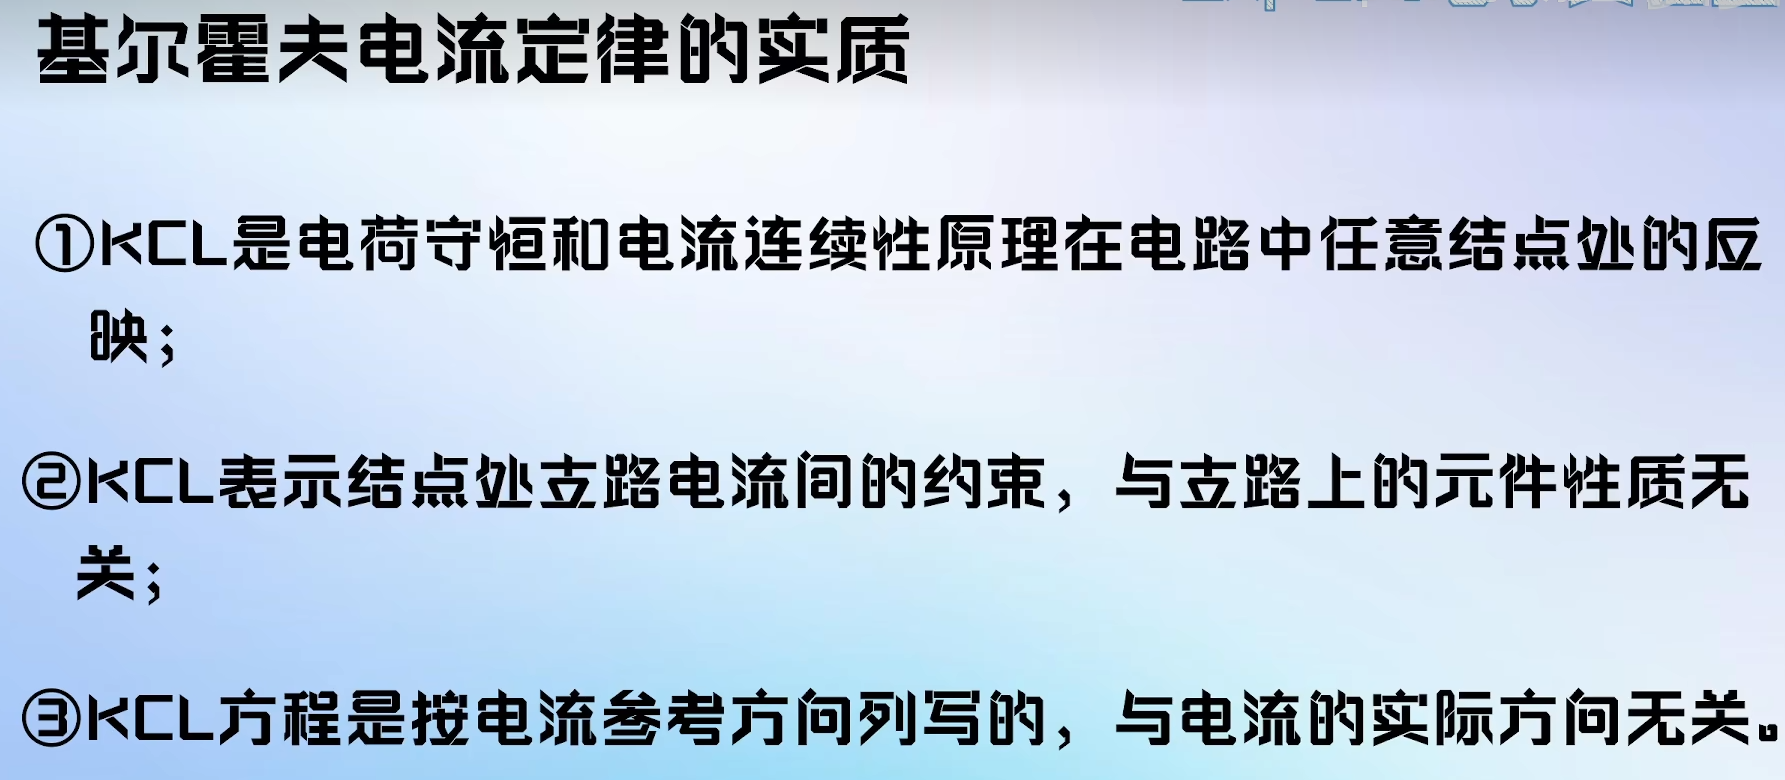 基尔霍夫电流定律的实质
①KCL是电荷守恒和电流连续性原理在电路中任意结点处的反
映；
②KCL表示结点处支路电流间的约束，与支路上的元件性质无
关；
③KCL方程是按电流参考方向列写的，与电流的实际方向无关。